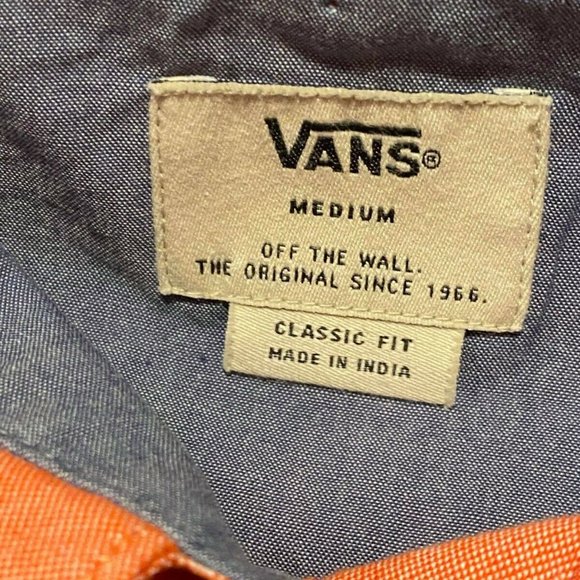 VANS®
MEDIUM
OFF THE WALL.
THE ORIGINAL SINCE 1966.
CLASSIC FIT
MADE IN INDIA